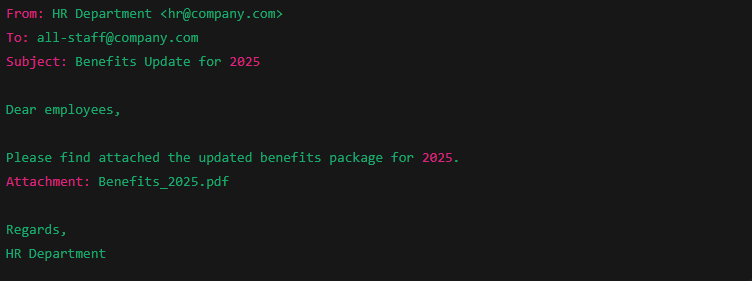 From: HR Department <hr@company.com>
To: all-staff@company.com
Subject: Benefits Update for 2025
Dear employees,
Please find attached the updated benefits package for 2025.
Attachment: Benefits_2025.pdf
Regards,
HR Department